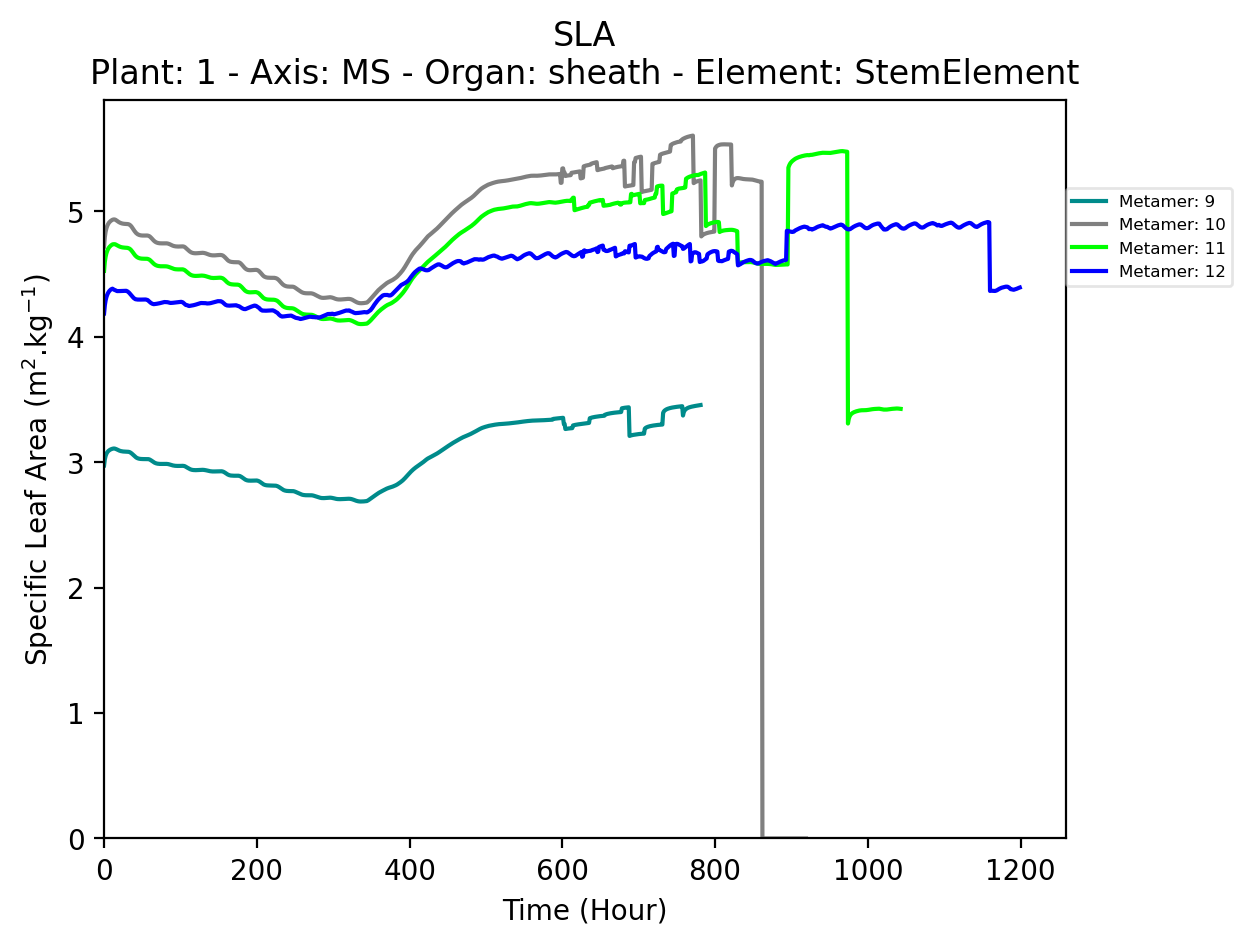 SLA
Plant: 1 - Axis: MS - Organ: sheath - Element: StemElement
Specific Leaf Area (m².kg⁻¹)
5
4
3
2
1
0
0 200 400 600 800 1000 1200
Time (Hour)
Metamer: 9
Metamer: 10
Metamer: 11
Metamer: 12